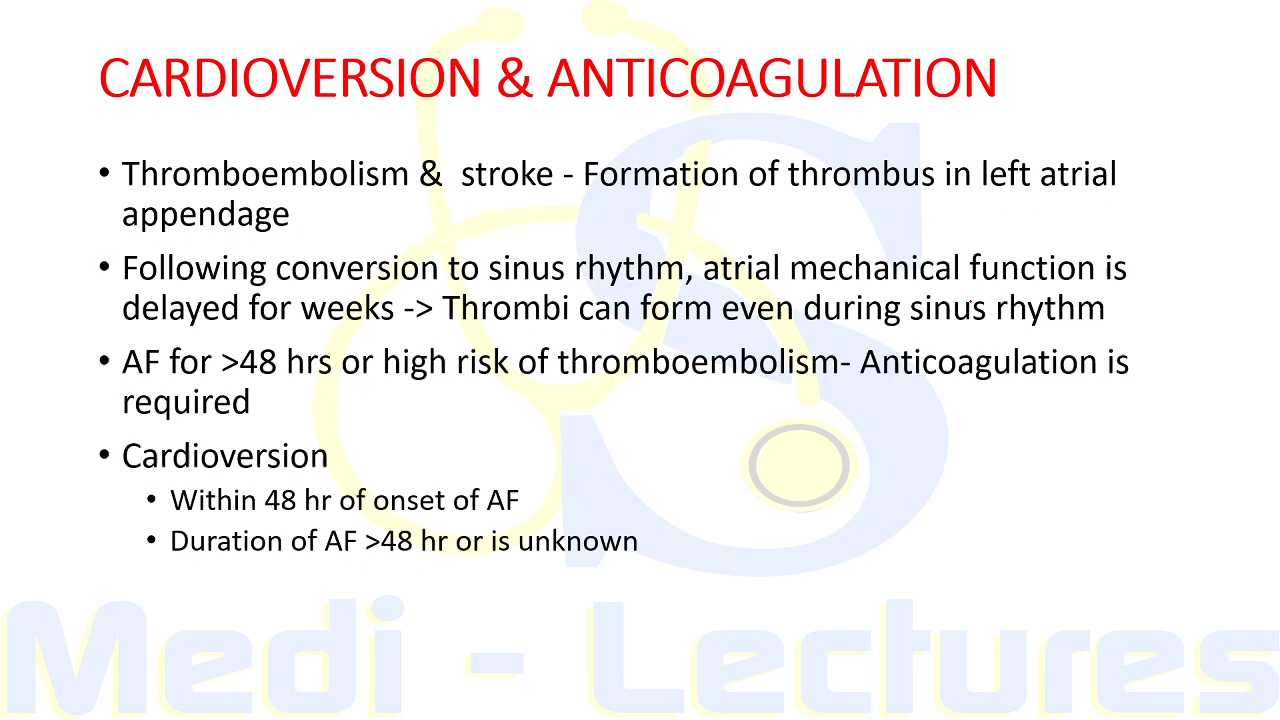 CARDIOVERSION & ANTICOAGULATION
• Thromboembolism & stroke - Formation of thrombus in left atrial
appendage
• Following conversion to sinus rhythm, atrial mechanical function is
delayed for weeks -> Thrombi can form even during sinus rhythm
• AF for >48 hrs or high risk of thromboembolism- Anticoagulation is
required
• Cardioversion
• Within 48 hr of onset of AF
• Duration of AF >48 hr or is unknown
S
Medi - Lectures